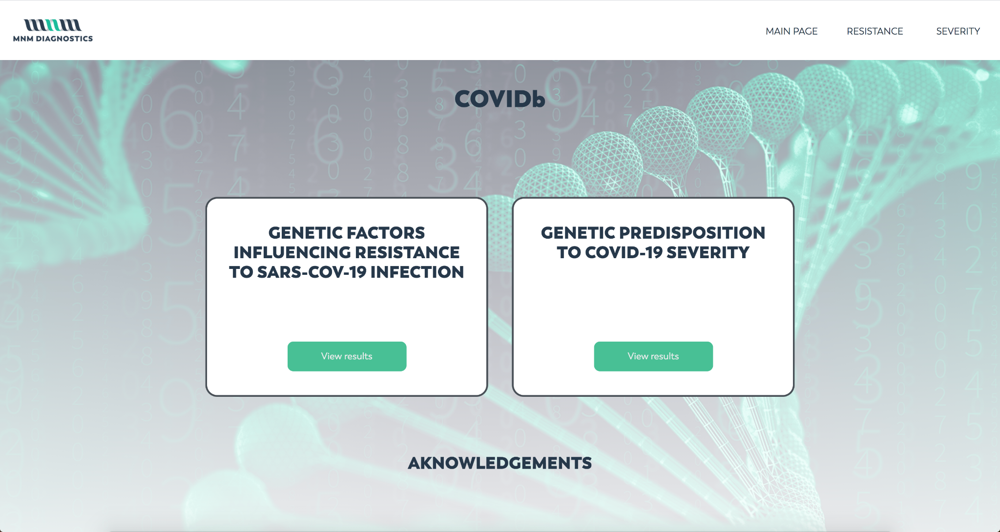 MNM DIAGNOSTICS
MAIN PAGE
RESISTANCE
SEVERITY
COVIDb
GENETIC FACTORS
INFLUENCING RESISTANCE
TO SARS-COV-19 INFECTION
View results
GENETIC PREDISPOSITION
TO COVID-19 SEVERITY
View results
AKNOWLEDGEMENTS